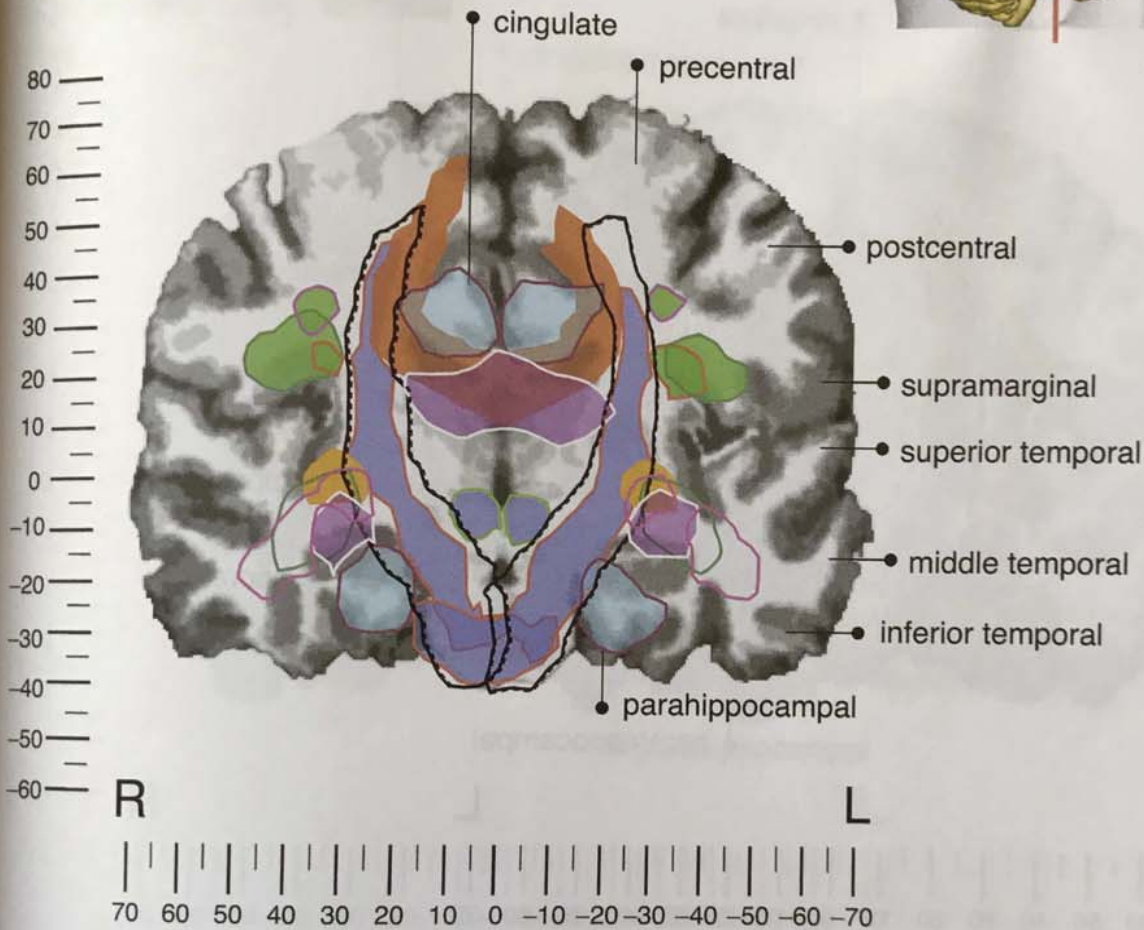 cingulate
precentral
80
70
60
50
40
30
20
10
0
-10
-20
-30
-40
-50
-60
postcentral
supramarginal
superior temporal
middle temporal
inferior temporal
parahippocampal
R
L
70 60 50 40 30 20 10 0 -10 -20 -30 -40 -50 -60 -70